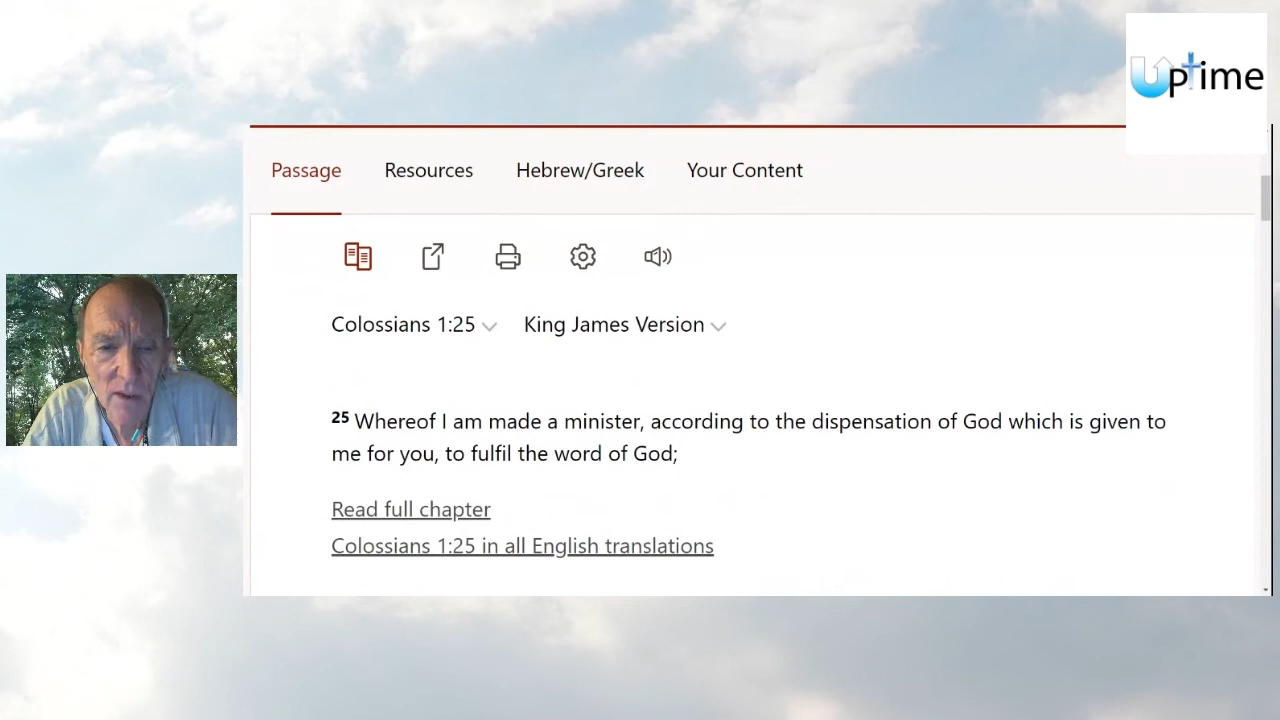 Uptime
Passage Resources Hebrew/Greek Your Content
Colossians 1:25 King James Version
25 Whereof I am made a minister, according to the dispensation of God which is given to
me for you, to fulfil the word of God;
Read full chapter
Colossians 1:25 in all English translations